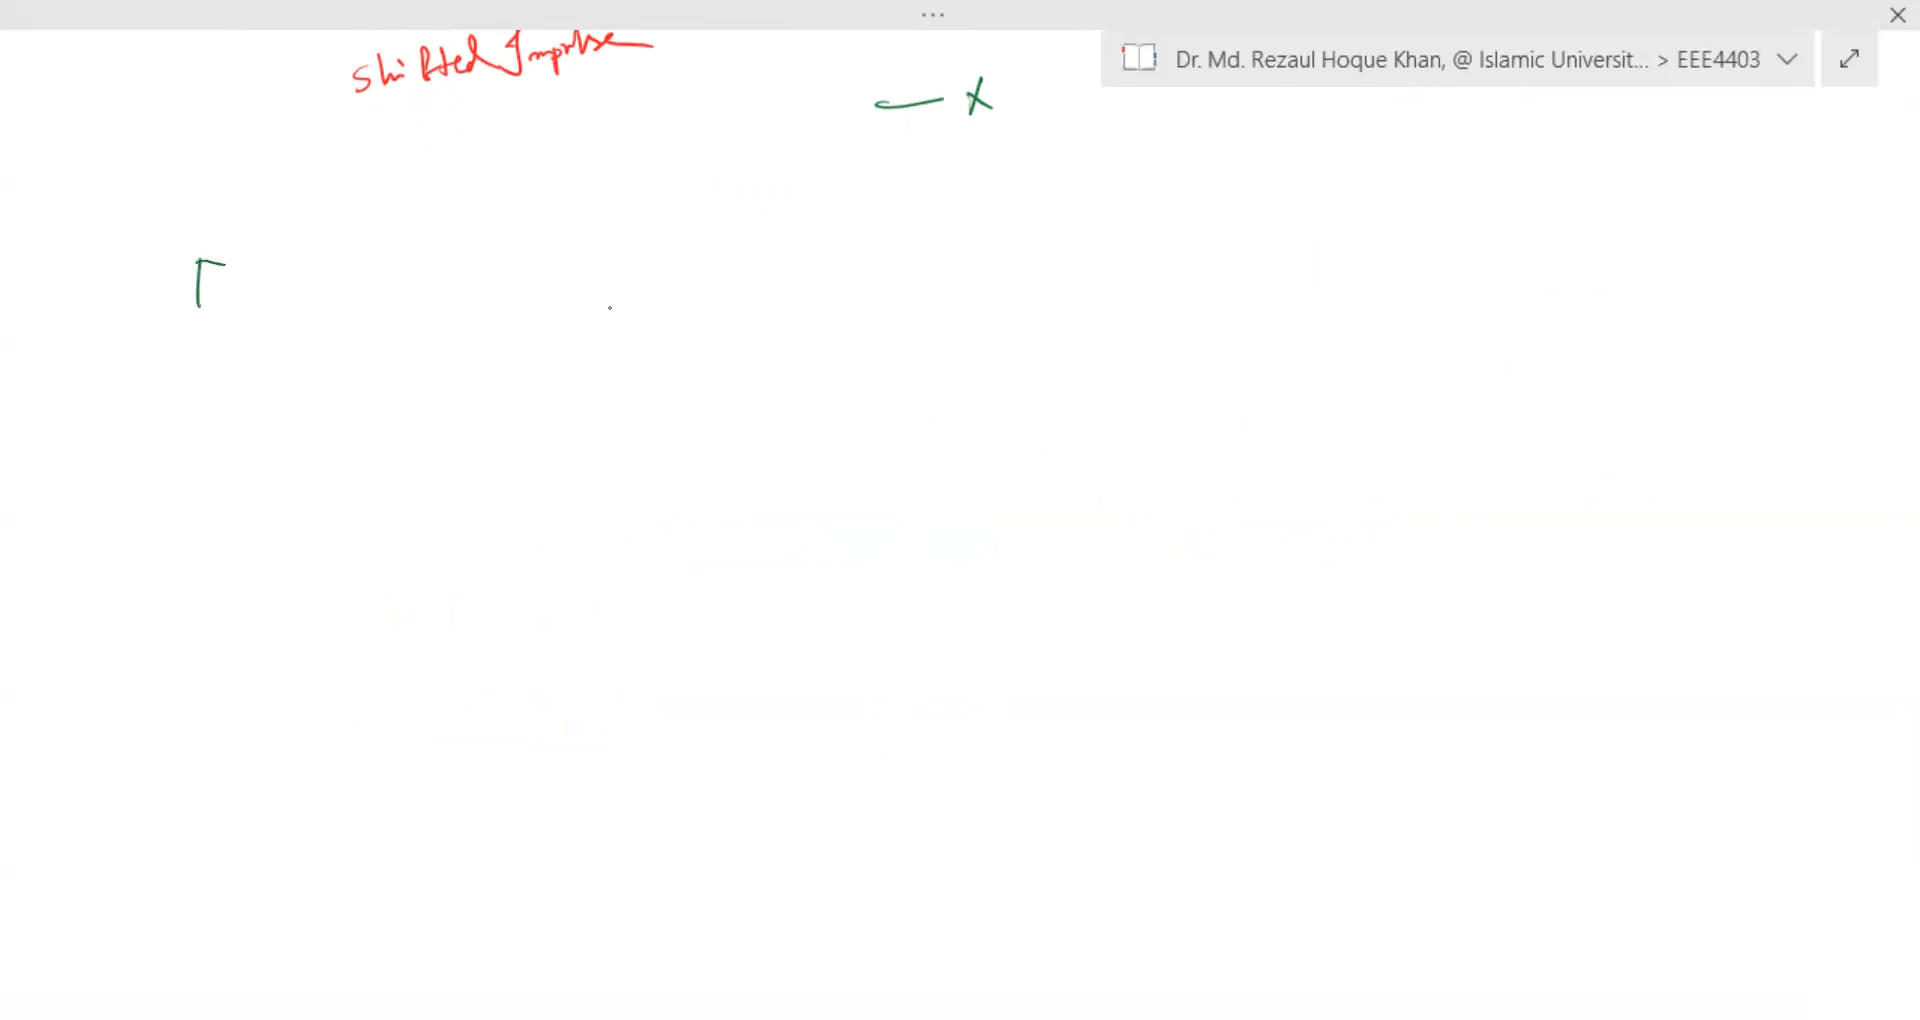 Dr. Md. Rezaul Hoque Khan, @ Islamic Universit... > EEE4403
Shifted Impulse
— x